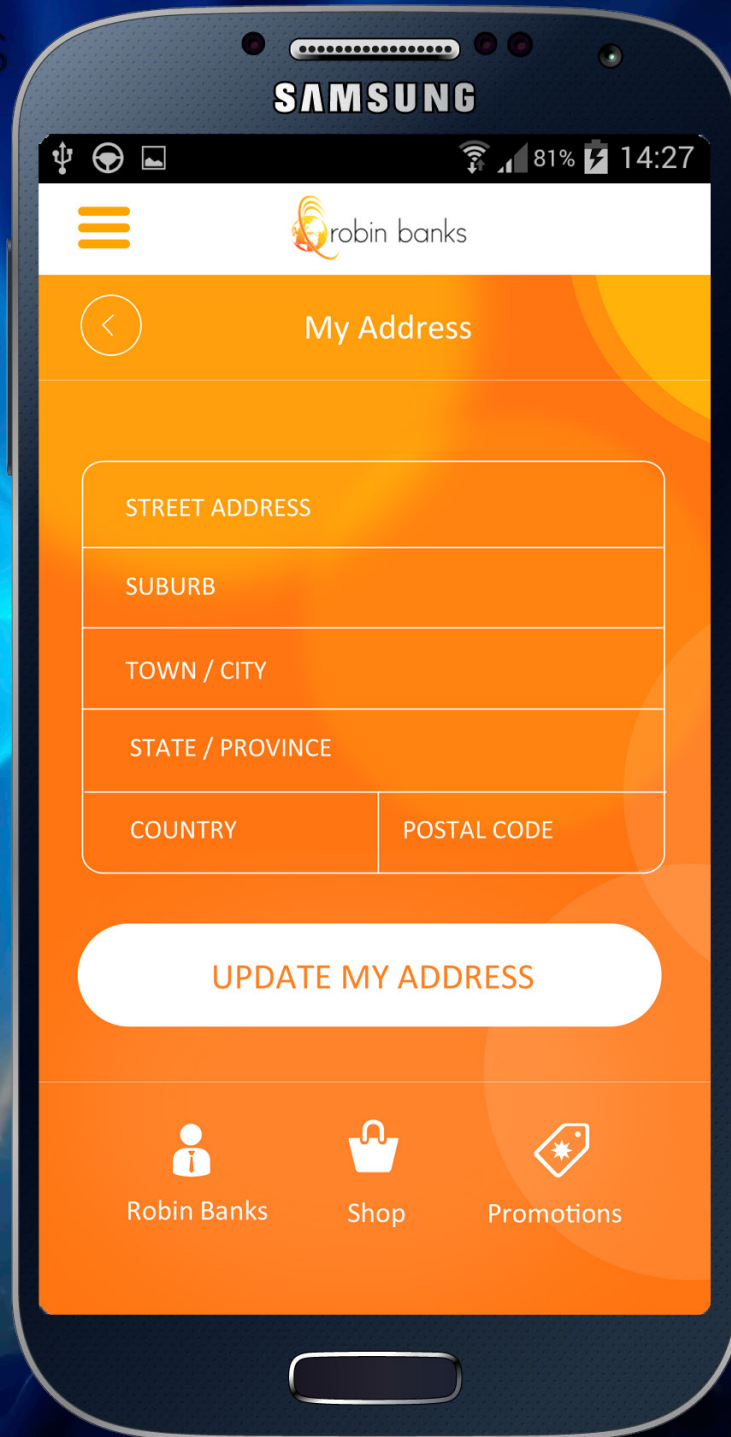 S
SAMSUNG
81% 14:27
robin banks
My Address
STREET ADDRESS
SUBURB
TOWN / CITY
STATE / PROVINCE
COUNTRY POSTAL CODE
UPDATE MY ADDRESS
Robin Banks Shop Promotions